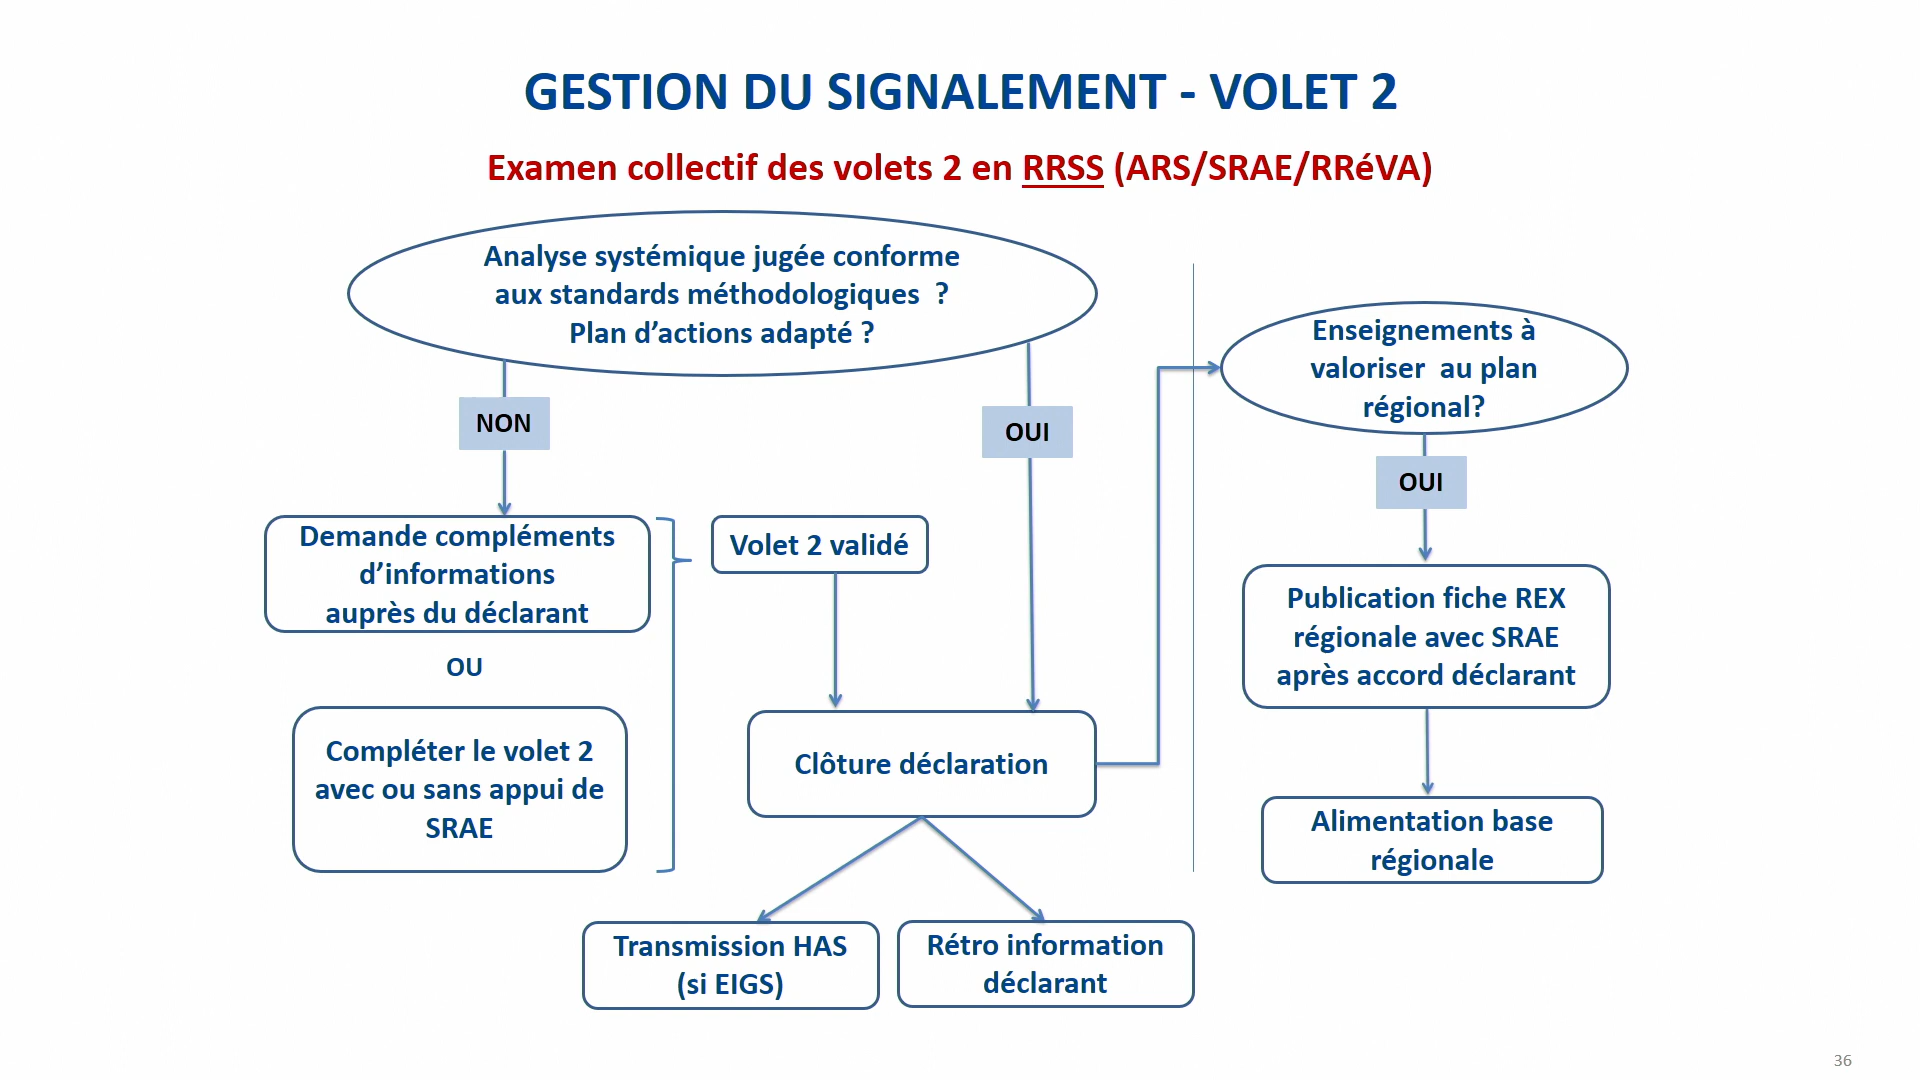 GESTION DU SIGNALEMENT - VOLET 2
Examen collectif des volets 2 en RRSS (ARS/SRAE/RRéVA)
Analyse systémique jugée conforme
aux standards méthodologiques ?
Plan d’actions adapté ?
NON
OUI
Demande compléments
d’informations
auprès du déclarant
OU
Compléter le volet 2
avec ou sans appui de
SRAE
Volet 2 validé
Clôture déclaration
Transmission HAS
(si EIGS)
Rétro information
déclarant
Enseignements à
valoriser au plan
régional?
OUI
Publication fiche REX
régionale avec SRAE
après accord déclarant
Alimentation base
régionale
36